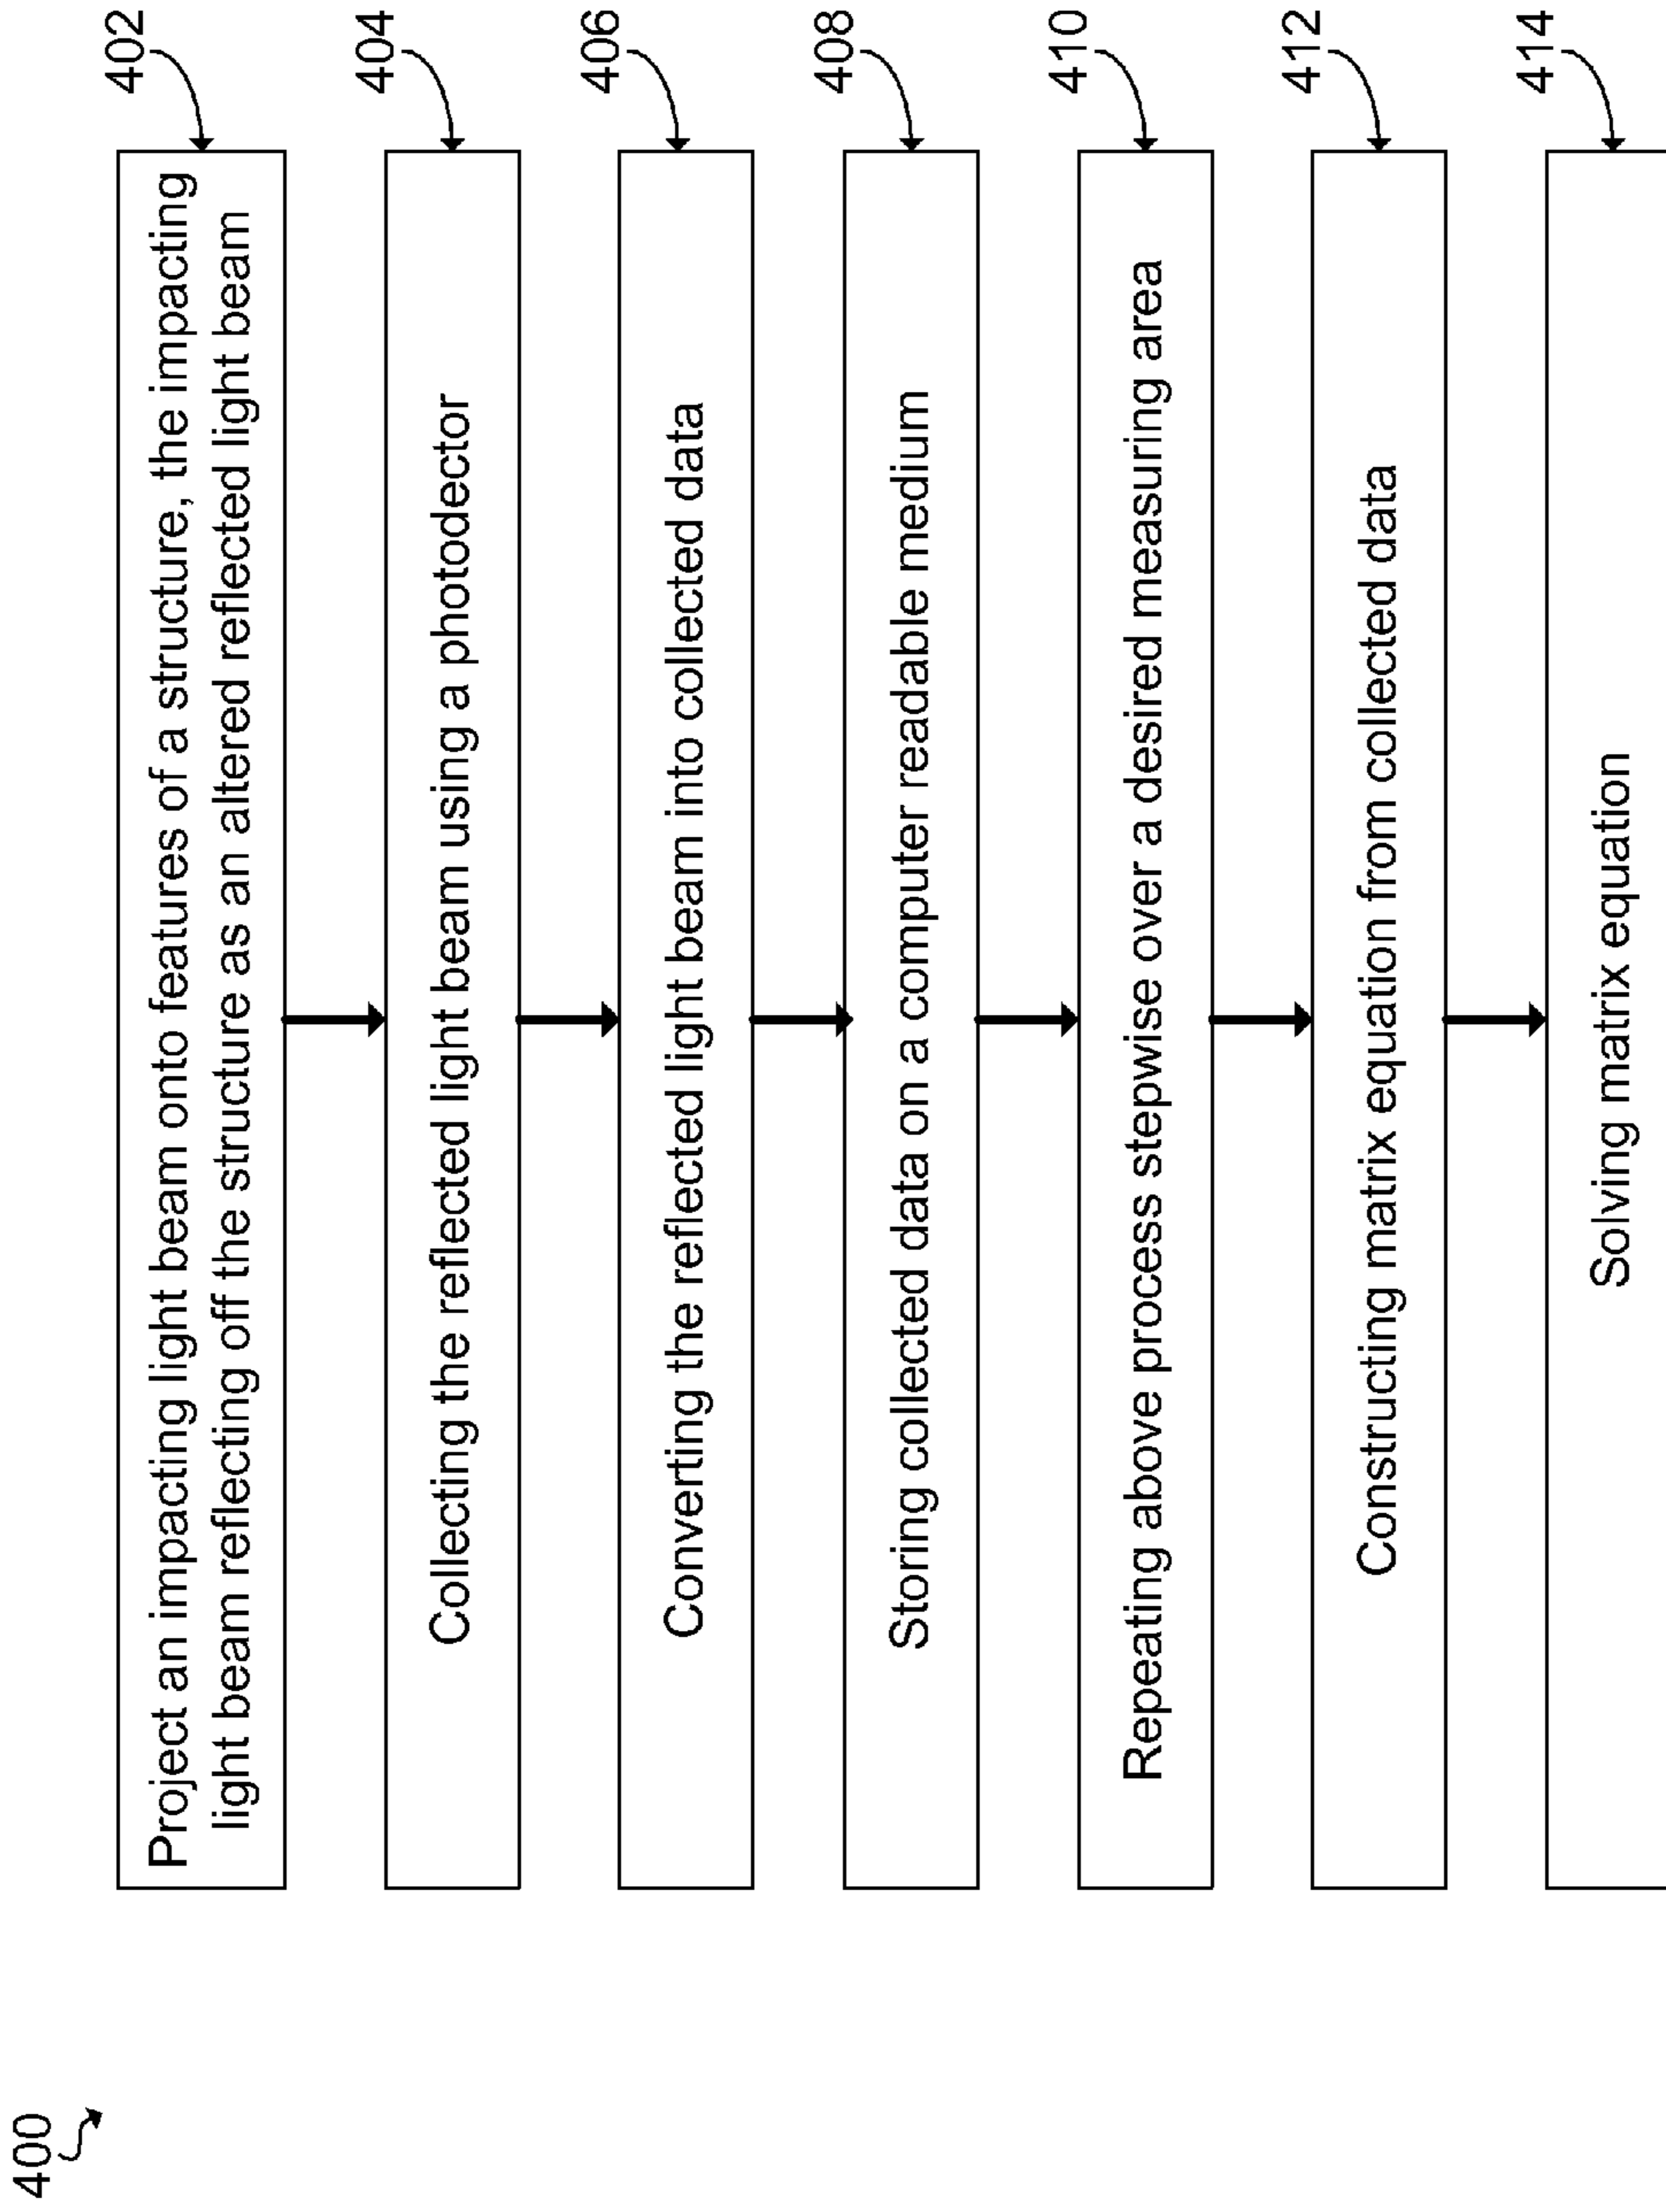 400
402
Project an impacting light beam onto features of a structure, the impacting
light beam reflecting off the structure as an altered reflected light beam
404
Collecting the reflected light beam using a photodector
406
Converting the reflected light beam into collected data
408
Storing collected data on a computer readable medium
410
Repeating above process stepwise over a desired measuring area
412
Constructing matrix equation from collected data
414
Solving matrix equation